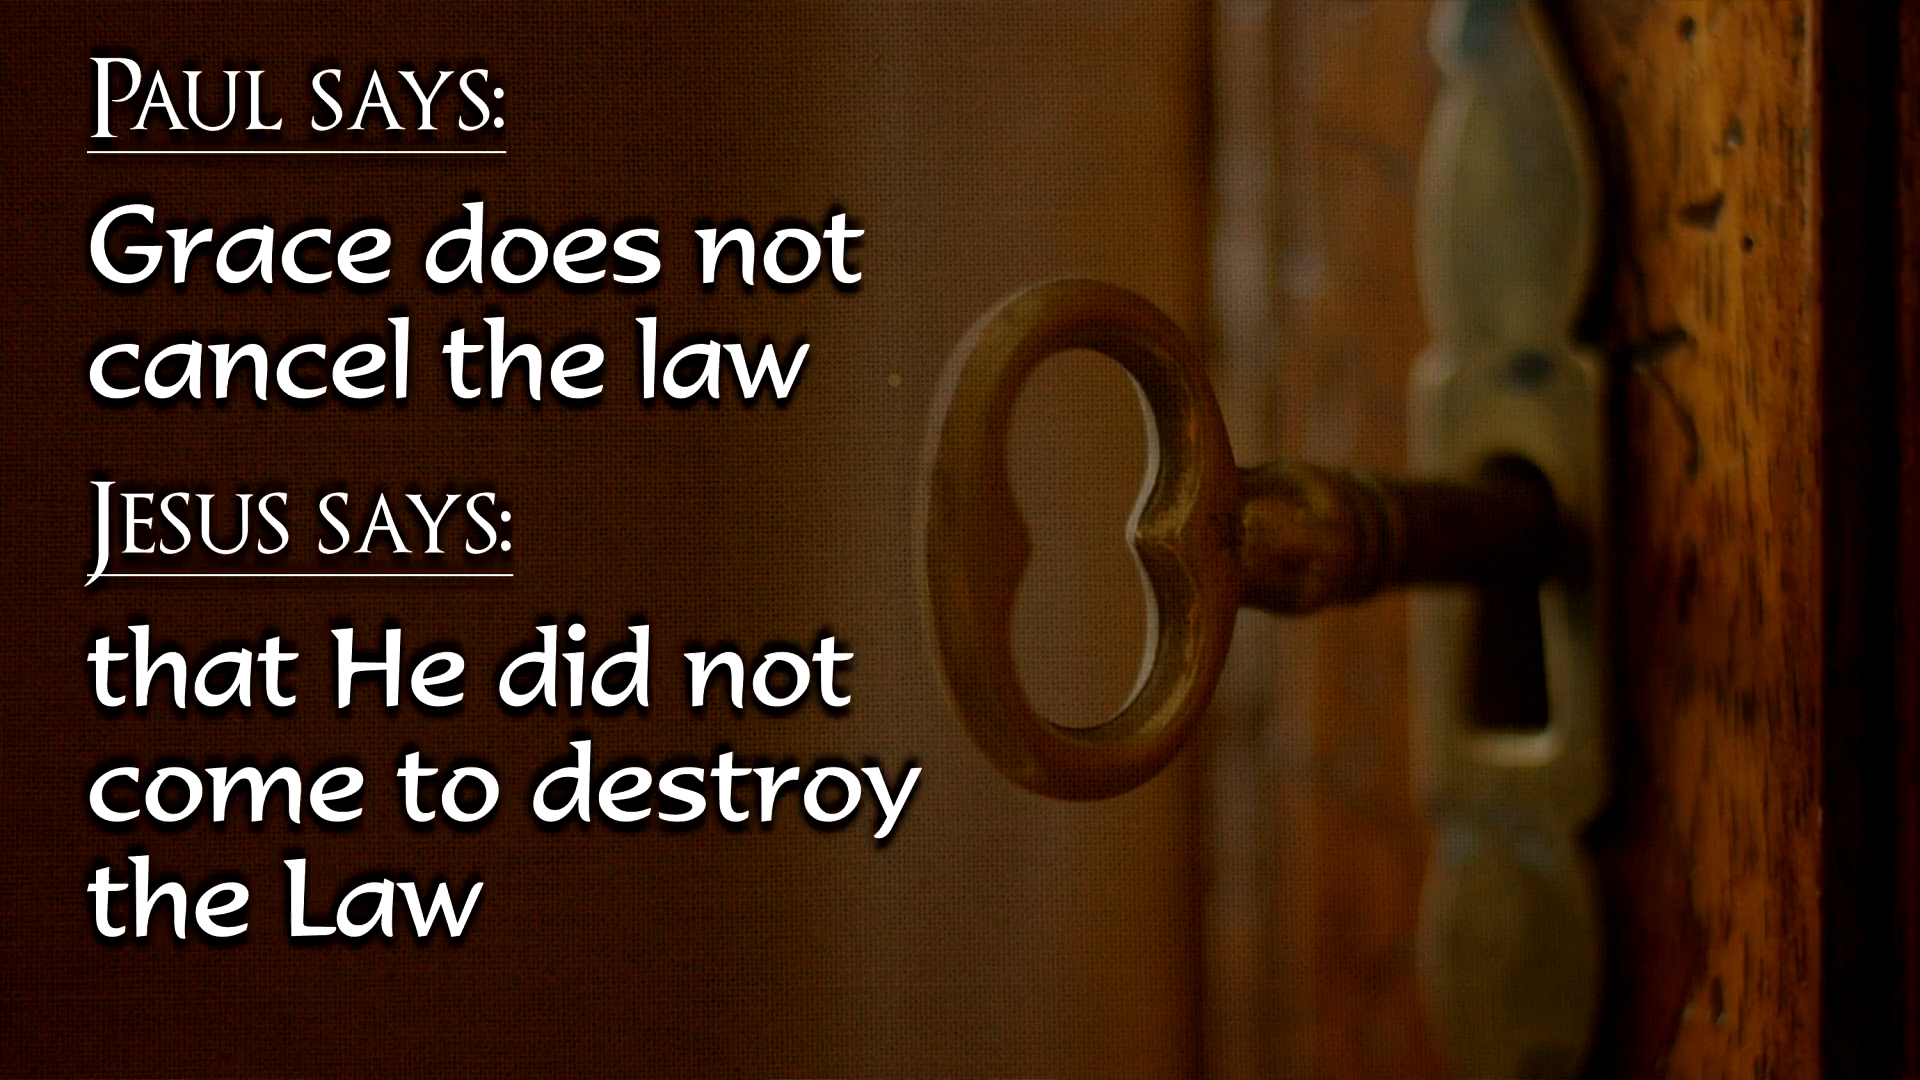 Paul says:
Grace does not
cancel the law
Jesus says:
that He did not
come to destroy
the Law